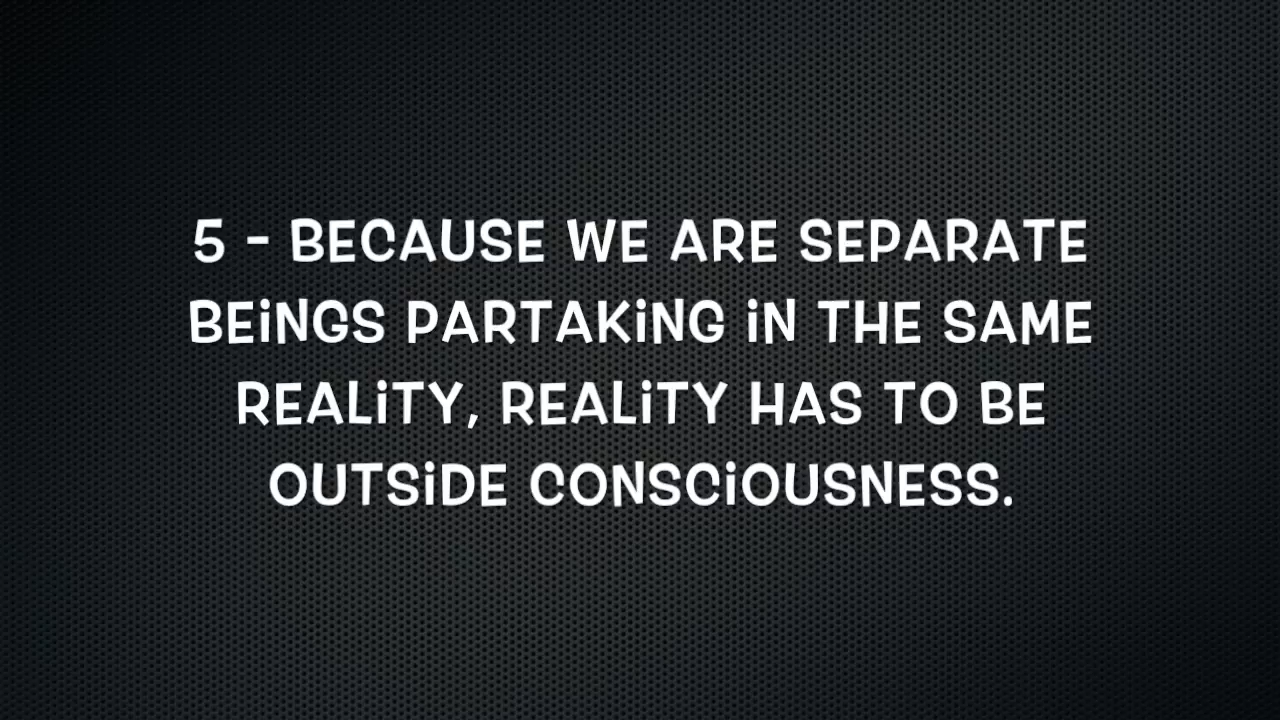 5 - BECAUSE WE ARE SEPARATE
BEiNGS PARTAKiNG iN THE SAME
REALiTY, REALiTY HAS TO BE
OUTSiDE CONSCiOUSNESS.